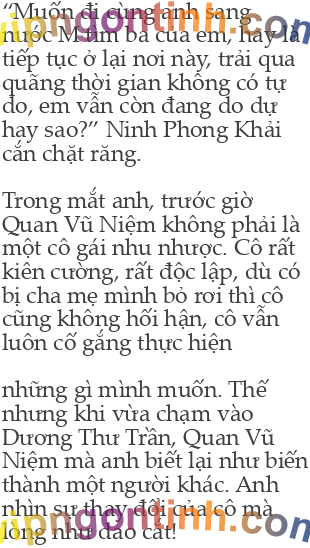 “Muốn đi cùng anh sang
nước M tìm ba của em, hay là
tiếp tục ở lại nơi này, trải qua
quãng thời gian không có tự
do, em vẫn còn đang do dự
hay sao?” Ninh Phong Khải
cắn chặt răng.
Trong mắt anh, trước giờ
Quan Vũ Niệm không phải là
một cô gái nhu nhược. Cô rất
kiên cường, rất độc lập, dù có
bị cha mẹ mình bỏ rơi thì cô
cũng không hối hận, cô vẫn
luôn cố gắng thực hiện
những gì mình muốn. Thế
nhưng khi vừa chạm vào
Dương Thư Trần, Quan Vũ
Niệm mà anh biết lại như biến
thành một người khác. Anh
nhìn sự thay đổi của cô mà
lòng như dao cắt!